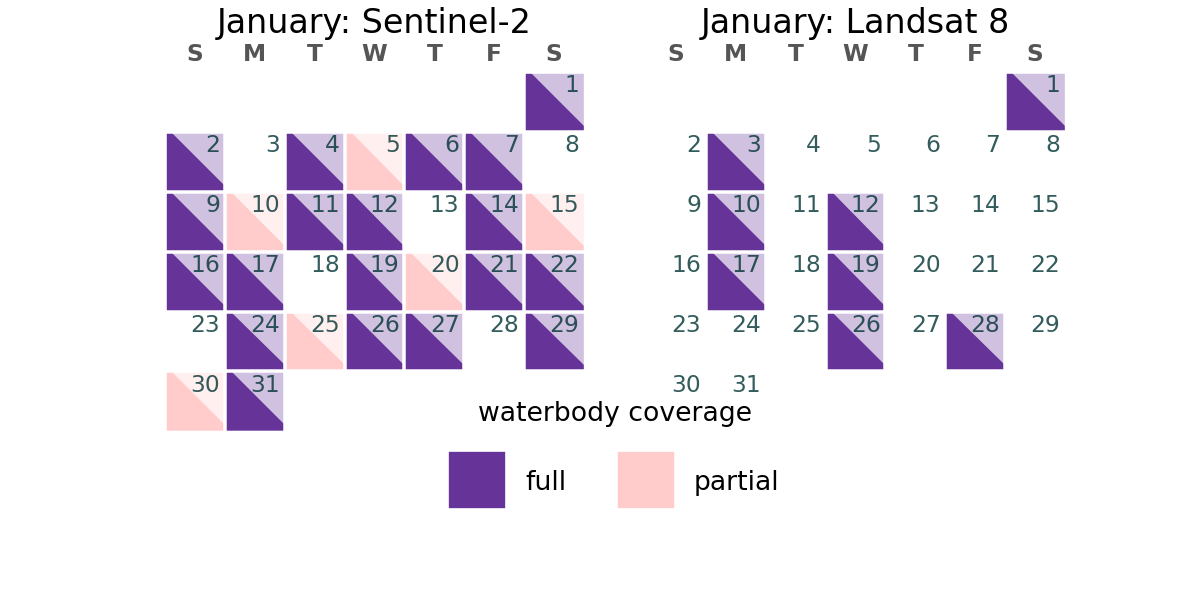 January: Sentinel-2
S M T W T F S
1
2 3 4 5 6 7 8
9 10 11 12 13 14 15
16 17 18 19 20 21 22
23 24 25 26 27 28 29
30 31
January: Landsat 8
S M T W T F S
1
2 3 4 5 6 7 8
9 10 11 12 13 14 15
16 17 18 19 20 21 22
23 24 25 26 27 28 29
30 31
waterbody coverage
full partial